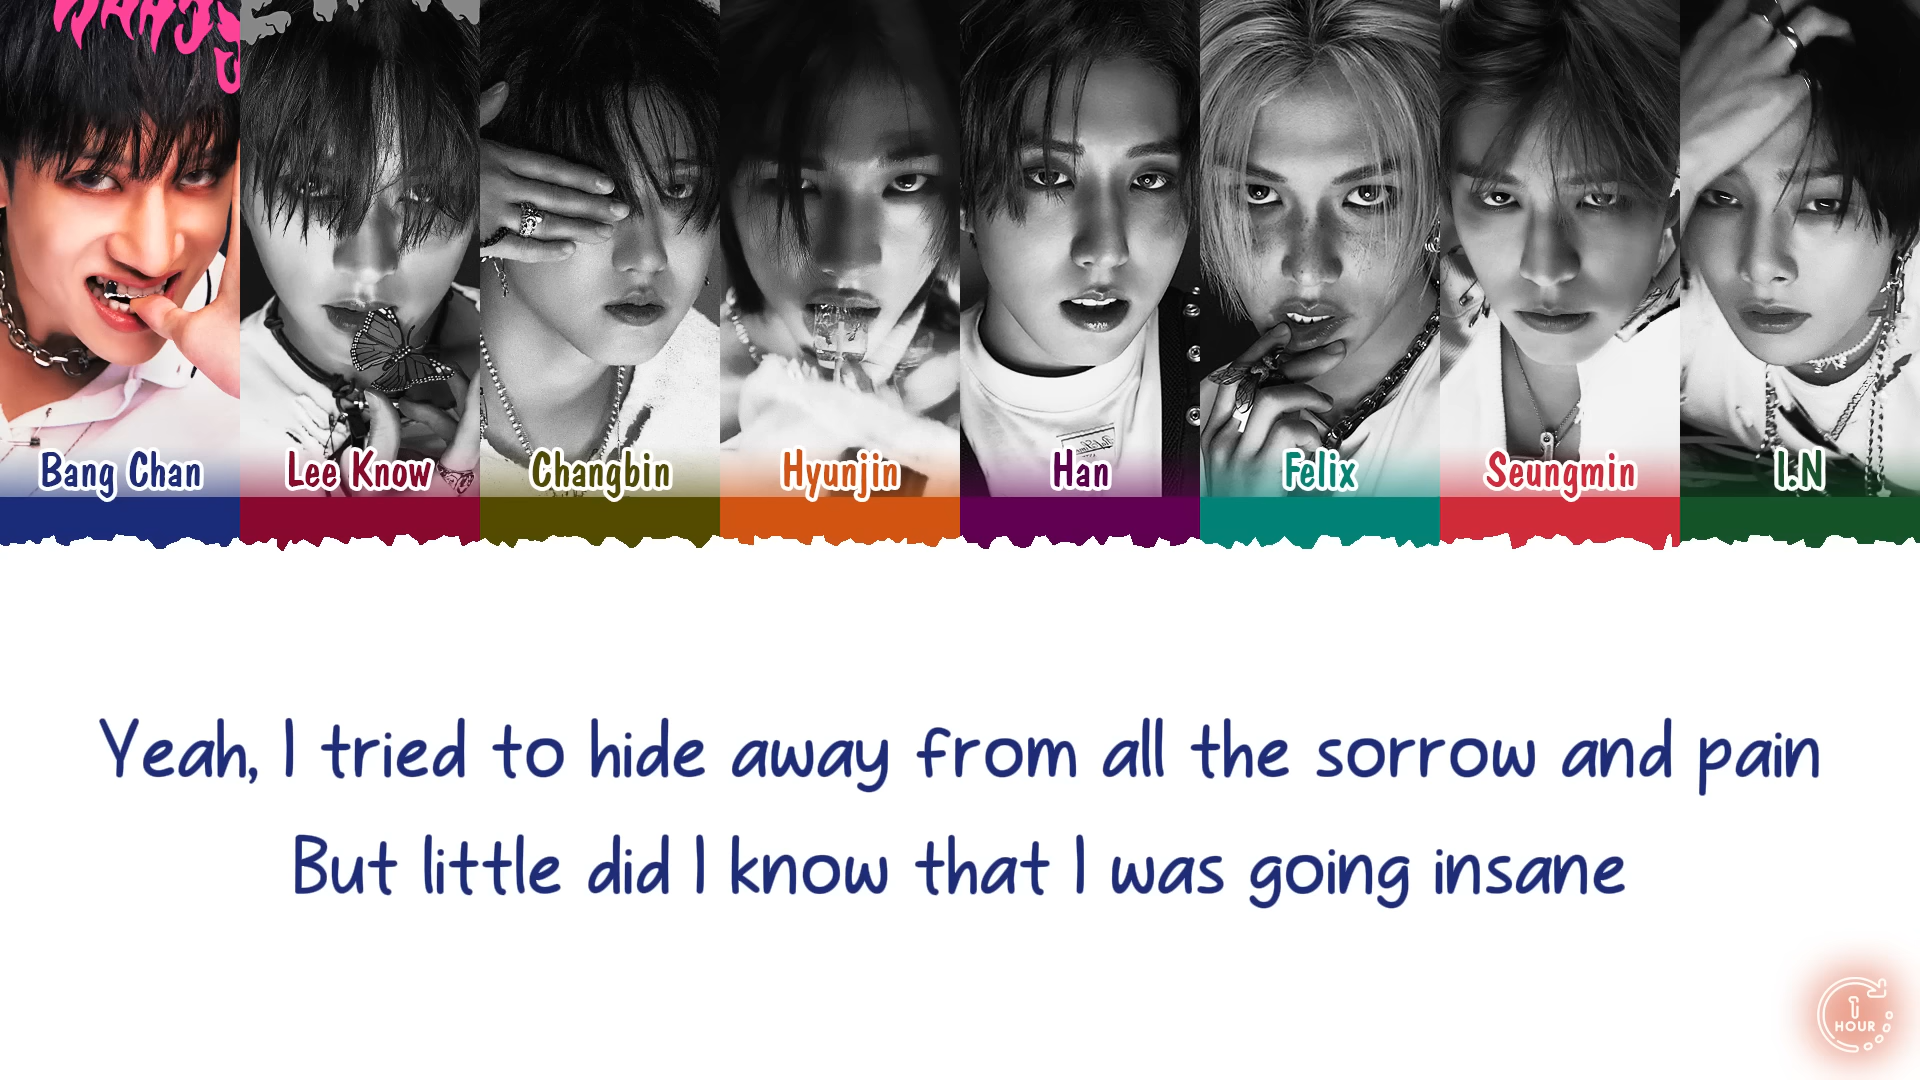 Bang Chan
Lee Know
Changbin
Hyunjin
Han
Felix
Seungmin
I.N
Yeah, I tried to hide away from all the sorrow and pain
But little did I know that I was going insane
1
HOUR